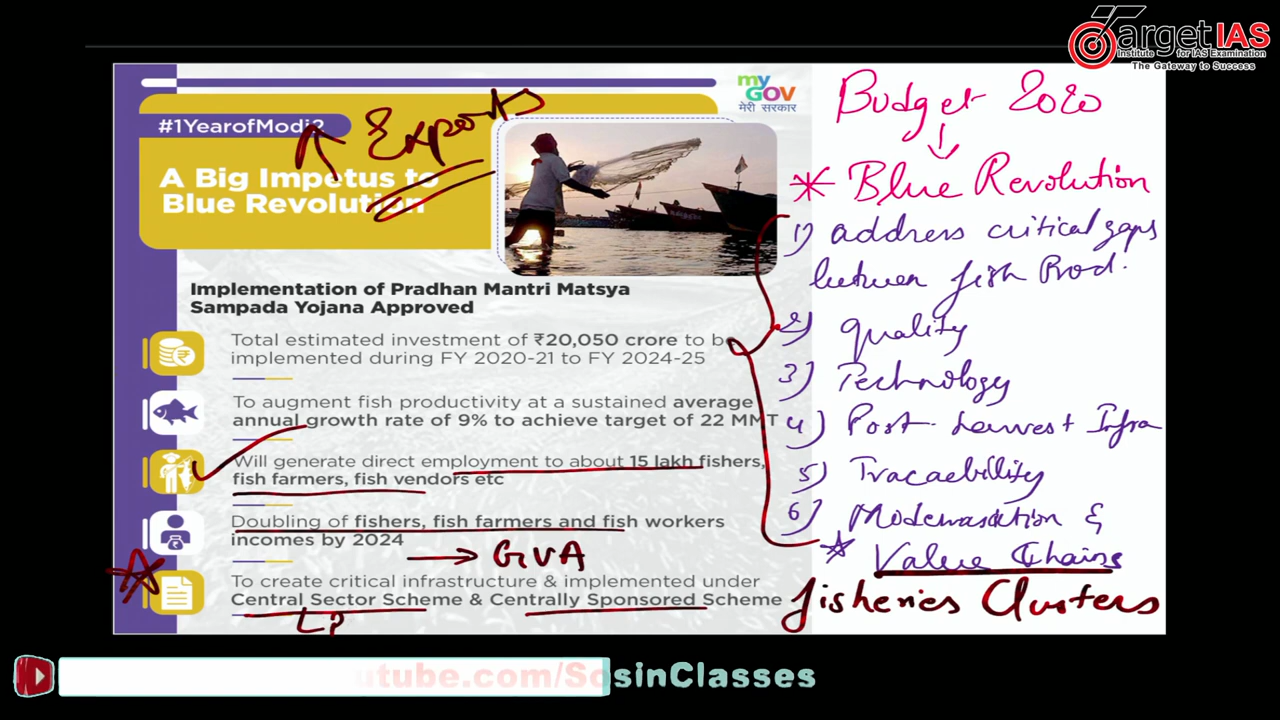 Target IAS
Institute for IAS Examination
The Gateway to Success
my
GOV
मेरी सरकार
#1YearofModi2
↑ Exports
A Big Impetus to
Blue Revolution
Implementation of Pradhan Mantri Matsya
Sampada Yojana Approved
Total estimated investment of ₹20,050 crore to be
implemented during FY 2020-21 to FY 2024-25
To augment fish productivity at a sustained average
annual growth rate of 9% to achieve target of 22 MMT
Will generate direct employment to about 15 lakh fishers,
fish farmers, fish vendors etc
Doubling of fishers, fish farmers and fish workers
incomes by 2024
→ GVA
To create critical infrastructure & implemented under
Central Sector Scheme & Centrally Sponsored Scheme
Budget 2020
↓
* Blue Revolution
1) address critical gaps
between fish Prod.
2) quality
3) Technology
4) Post-harvest Infra
5) Tracaebility
6) Modernisation &
* Value Chains
fisheries Clusters
utube.com/SosinClasses